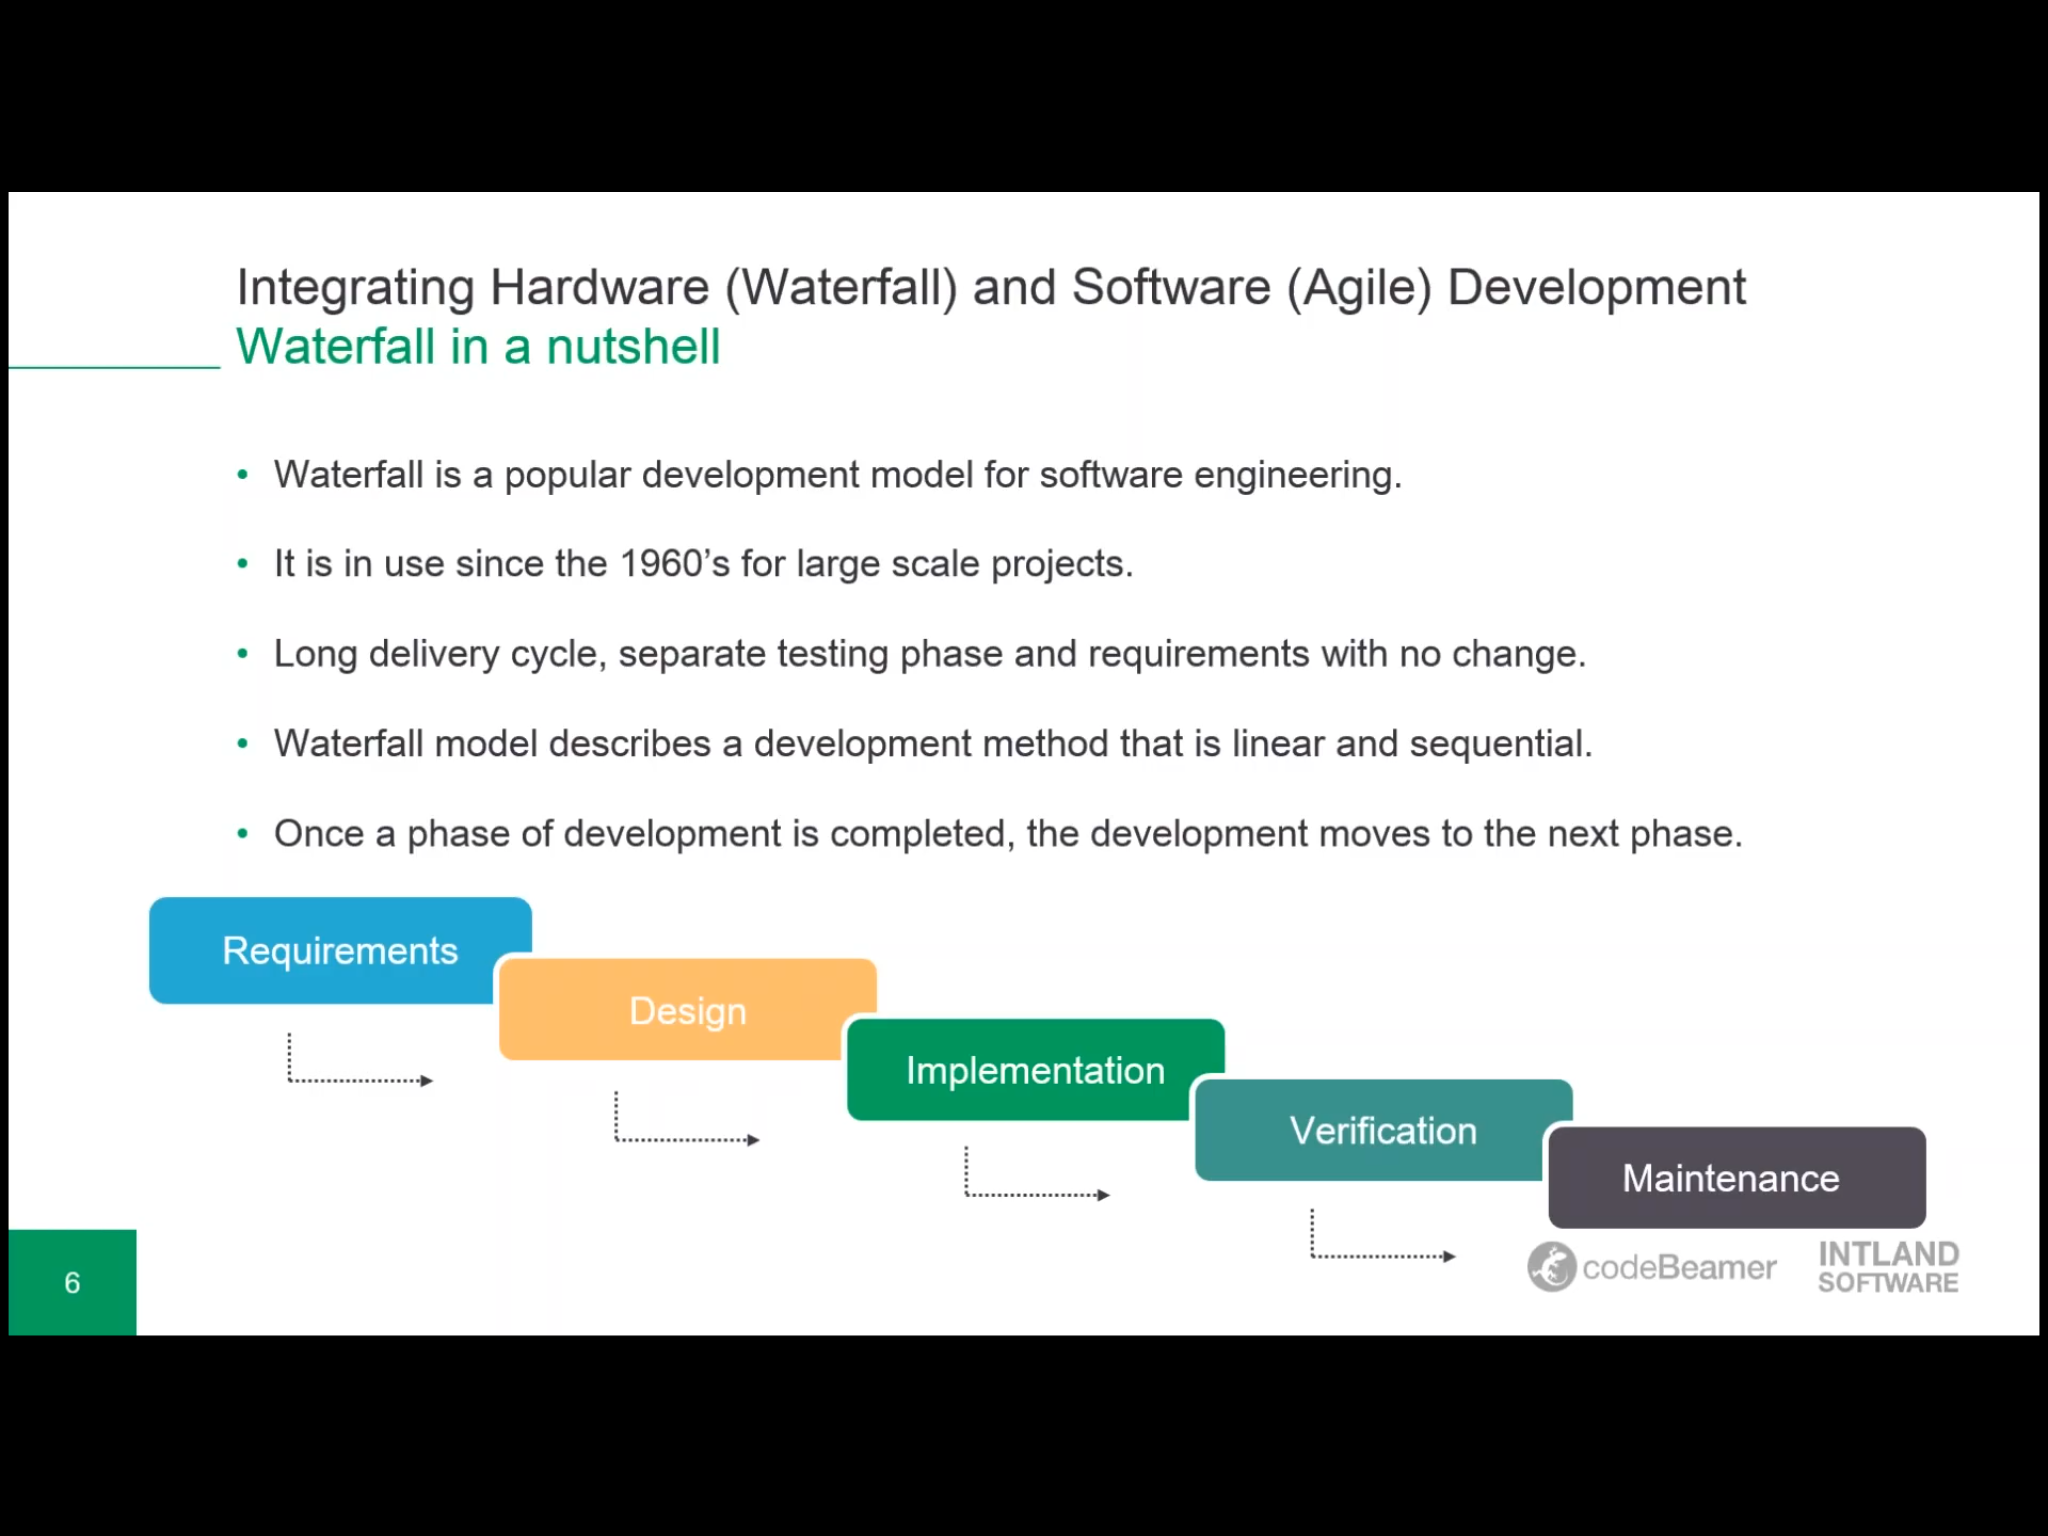 Integrating Hardware (Waterfall) and Software (Agile) Development
Waterfall in a nutshell
• Waterfall is a popular development model for software engineering.
• It is in use since the 1960’s for large scale projects.
• Long delivery cycle, separate testing phase and requirements with no change.
• Waterfall model describes a development method that is linear and sequential.
• Once a phase of development is completed, the development moves to the next phase.
Requirements
Design
Implementation
Verification
Maintenance
6
codeBeamer
INTLAND
SOFTWARE